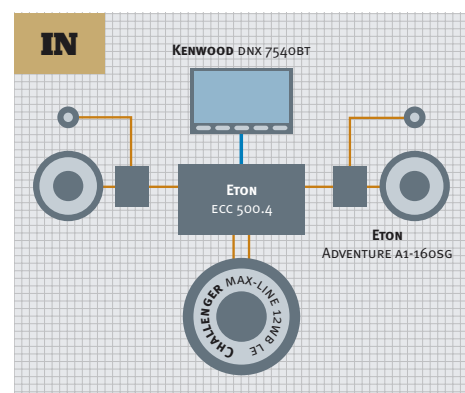 IN
KENWOOD DNX 7540BT
ETON
ECC 500.4
ETON
ADVENTURE A1-160SG
CHALLENGER MAX-LINE 12WB LE